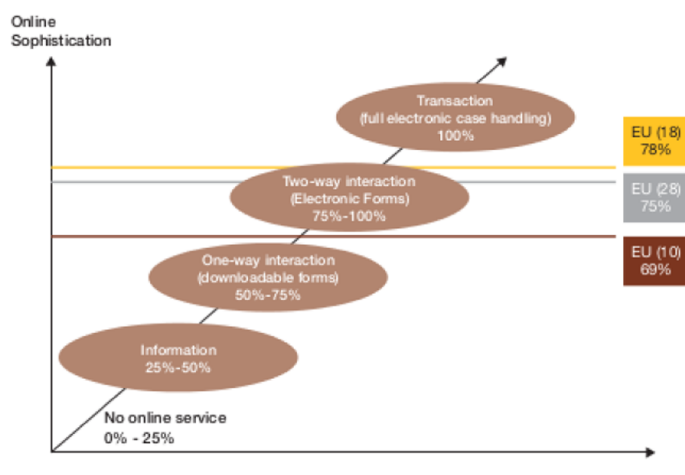 Online
Sophistication
Transaction
(full electronic case handling)
100%
EU (18)
78%
Two-way interaction
(Electronic Forms)
75%-100%
EU (28)
75%
One-way interaction
(downloadable forms)
50%-75%
EU (10)
69%
Information
25%-50%
No online service
0% - 25%